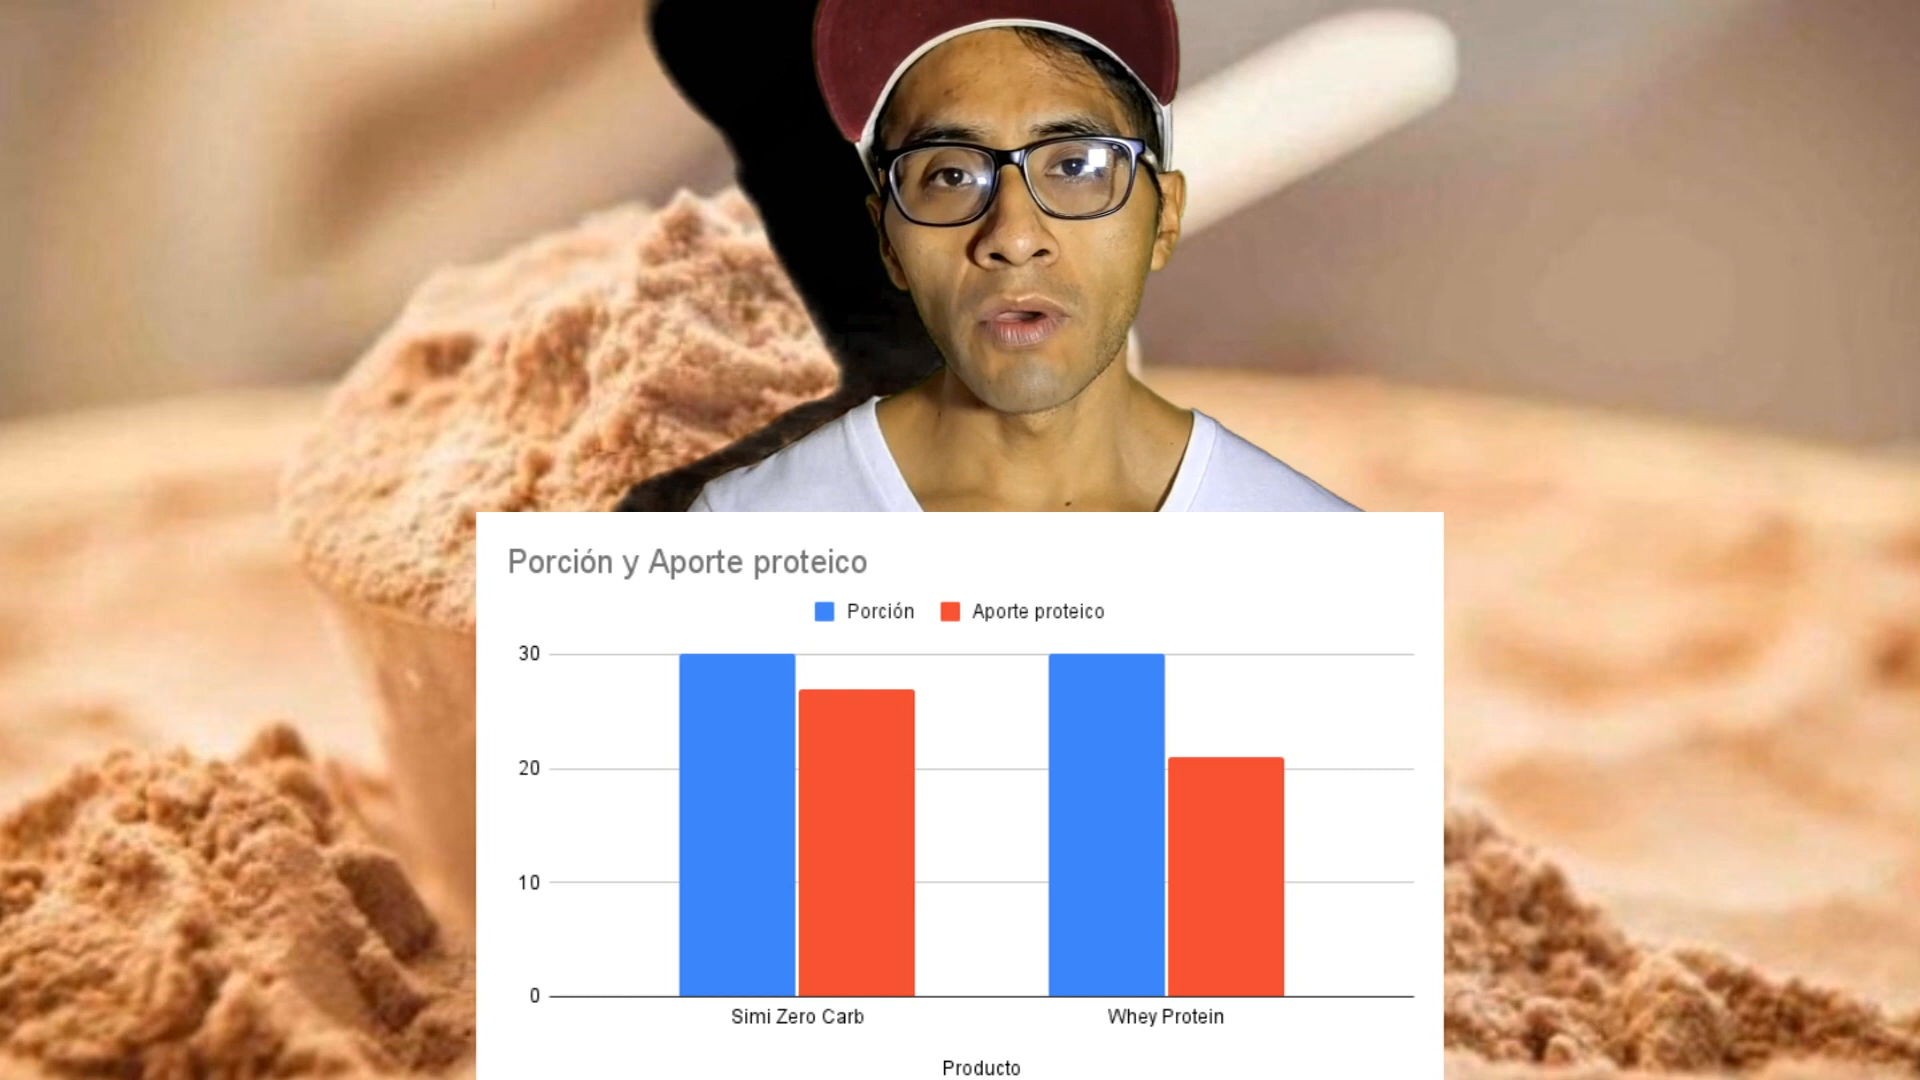 Porción y Aporte proteico
Porción Aporte proteico
30
20
10
0
Simi Zero Carb Whey Protein
Producto